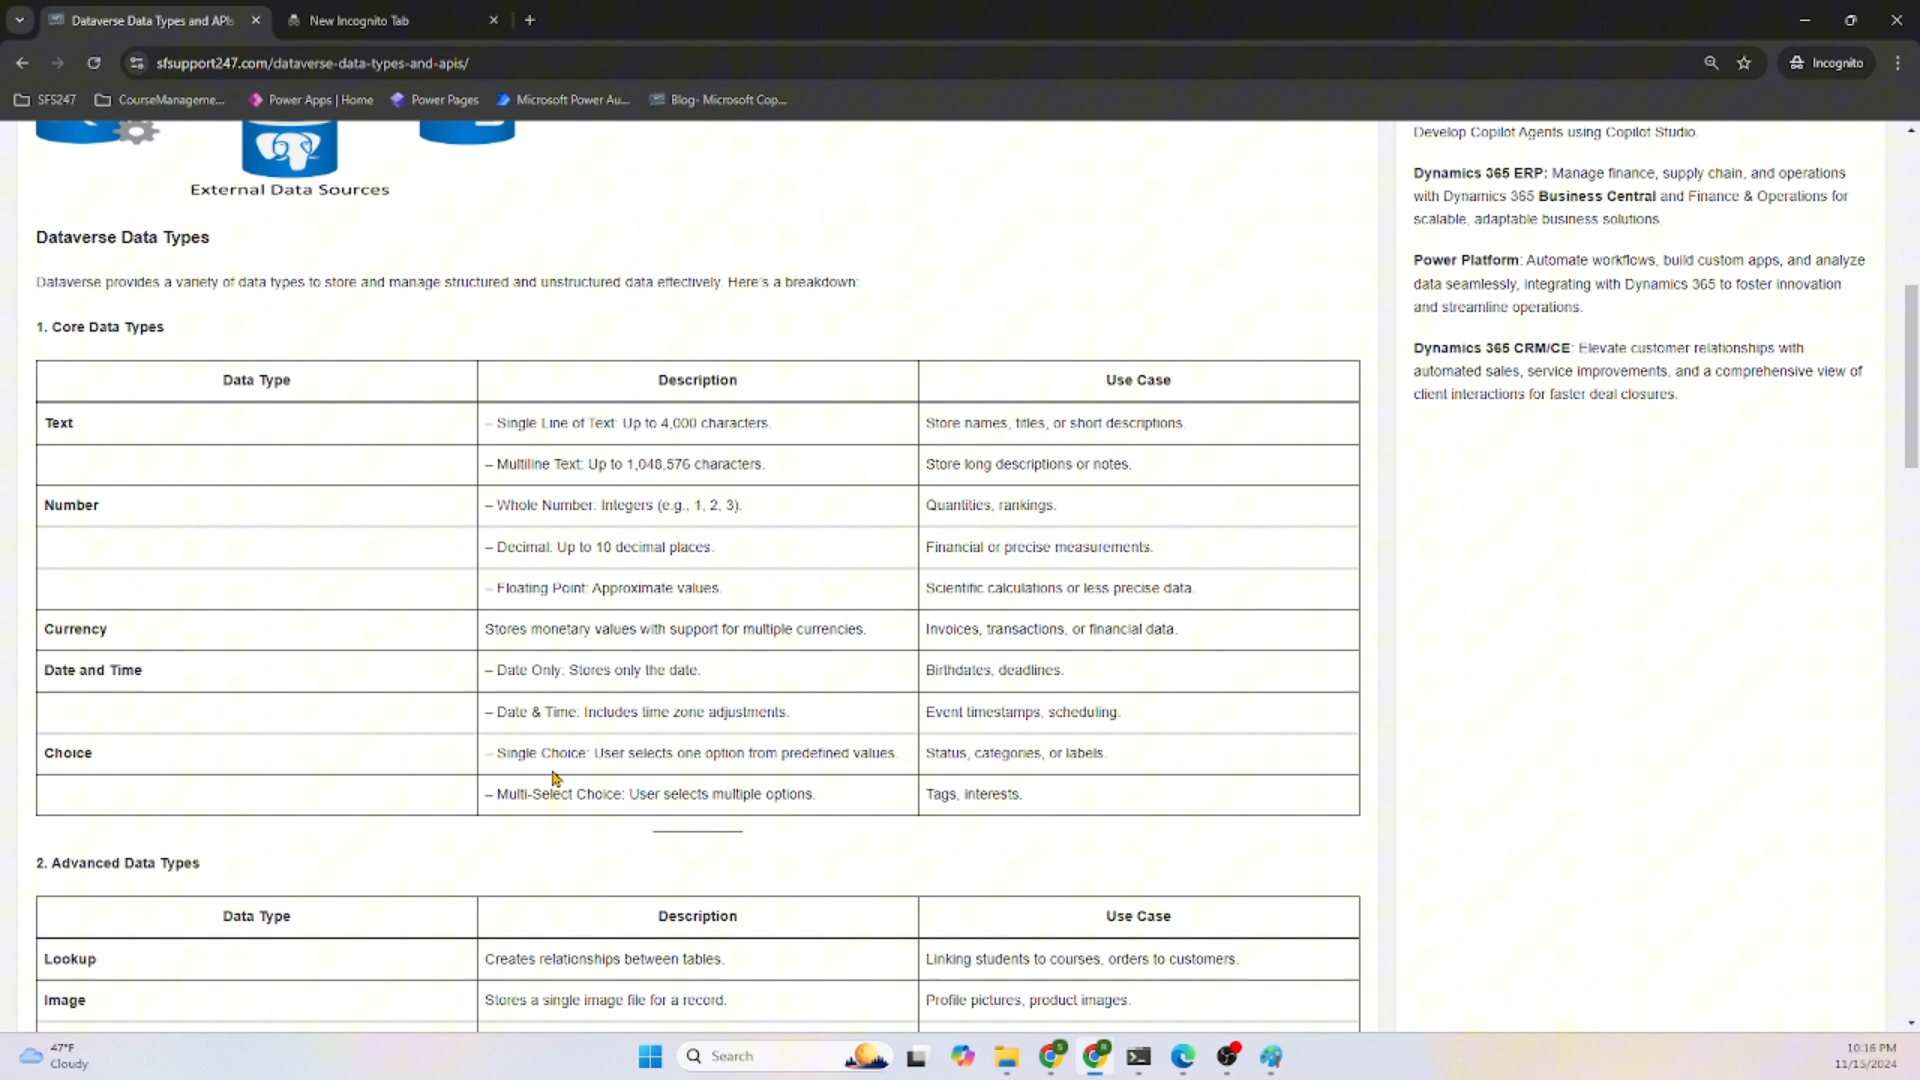 Dataverse Data Types and APIs
New Incognito Tab
sfsupport247.com/dataverse-data-types-and-apis/
Incognito
SFS247
CourseManageme...
Power Apps | Home
Power Pages
Microsoft Power Au...
Blog- Microsoft Cop...
External Data Sources
Dataverse Data Types
Dataverse provides a variety of data types to store and manage structured and unstructured data effectively. Here's a breakdown:
1. Core Data Types
Data Type Description Use Case
Text – Single Line of Text: Up to 4,000 characters. Store names, titles, or short descriptions.
– Multiline Text: Up to 1,048,576 characters. Store long descriptions or notes.
Number – Whole Number: Integers (e.g., 1, 2, 3). Quantities, rankings.
– Decimal: Up to 10 decimal places. Financial or precise measurements.
– Floating Point: Approximate values. Scientific calculations or less precise data.
Currency Stores monetary values with support for multiple currencies. Invoices, transactions, or financial data.
Date and Time – Date Only: Stores only the date. Birthdates, deadlines.
– Date & Time: Includes time zone adjustments. Event timestamps, scheduling.
Choice – Single Choice: User selects one option from predefined values. Status, categories, or labels.
– Multi-Select Choice: User selects multiple options. Tags, interests.
2. Advanced Data Types
Data Type Description Use Case
Lookup Creates relationships between tables. Linking students to courses, orders to customers.
Image Stores a single image file for a record. Profile pictures, product images.
Develop Copilot Agents using Copilot Studio.
Dynamics 365 ERP: Manage finance, supply chain, and operations
with Dynamics 365 Business Central and Finance & Operations for
scalable, adaptable business solutions.
Power Platform: Automate workflows, build custom apps, and analyze
data seamlessly, integrating with Dynamics 365 to foster innovation
and streamline operations.
Dynamics 365 CRM/CE: Elevate customer relationships with
automated sales, service improvements, and a comprehensive view of
client interactions for faster deal closures.
47°F
Cloudy
Search
10:16 PM
11/15/2024